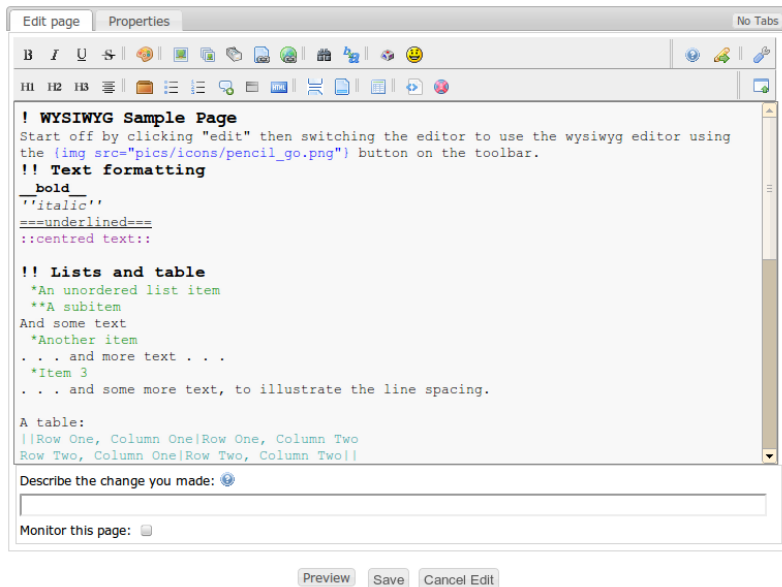 Edit page Properties No Tabs
B I U S
H1 H2 H3 HTML
! WYSIWYG Sample Page
Start off by clicking "edit" then switching the editor to use the wysiwyg editor using
the {img src="pics/icons/pencil_go.png"} button on the toolbar.
!! Text formatting
__bold__
''italic''
===underlined===
::centred text::
!! Lists and table
*An unordered list item
**A subitem
And some text
*Another item
. . . and more text . . .
*Item 3
. . . and some more text, to illustrate the line spacing.
A table:
||Row One, Column One|Row One, Column Two
Row Two, Column One|Row Two, Column Two||
Describe the change you made:
Monitor this page:
Preview Save Cancel Edit